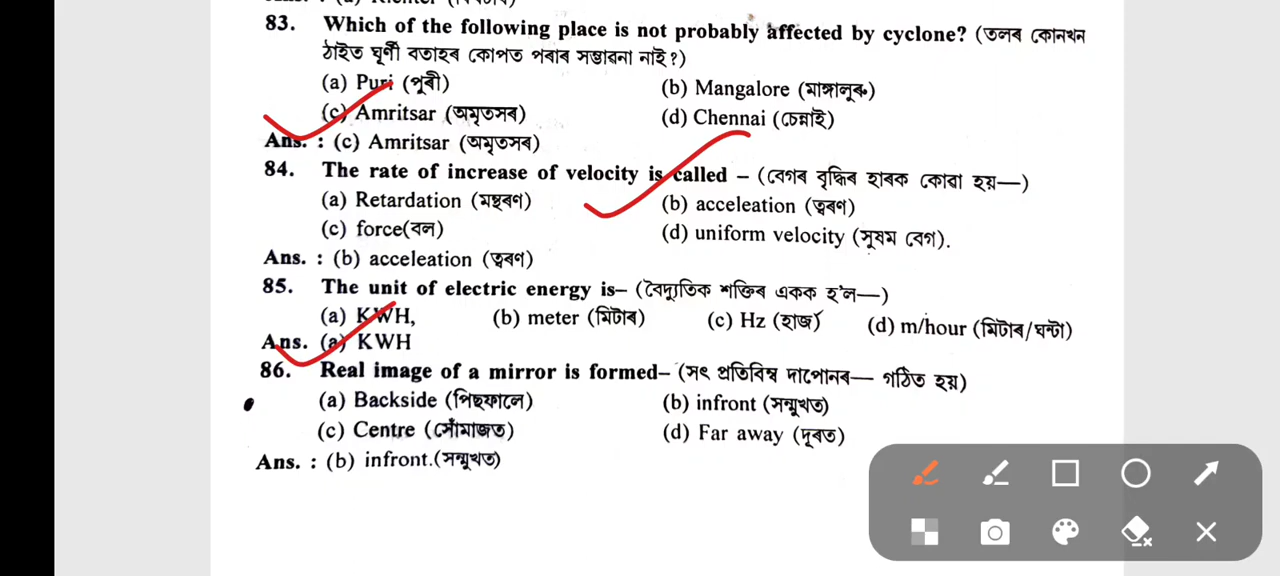 83. Which of the following place is not probably affected by cyclone? (তলৰ কোনখন
ঠাইত ঘূৰ্ণী বতাহৰ কোপত পৰাৰ সম্ভাৱনা নাই?)
(a) Puri (পূৰী) (b) Mangalore (মাঙ্গালুৰু)
(c) Amritsar (অমৃতসৰ) (d) Chennai (চেন্নাই)
Ans. : (c) Amritsar (অমৃতসৰ)
84. The rate of increase of velocity is called – (বেগৰ বৃদ্ধিৰ হাৰক কোৱা হয়—)
(a) Retardation (মন্থৰণ) (b) acceleation (ত্বৰণ)
(c) force(বল) (d) uniform velocity (সুষম বেগ).
Ans. : (b) acceleation (ত্বৰণ)
85. The unit of electric energy is– (বৈদ্যুতিক শক্তিৰ একক হ'ল—)
(a) KWH, (b) meter (মিটাৰ) (c) Hz (হাৰ্জ) (d) m/hour (মিটাৰ/ঘন্টা)
Ans. (a) KWH
86. Real image of a mirror is formed– (সৎ প্ৰতিবিম্ব দাপোনৰ— গঠিত হয়)
(a) Backside (পিছফালে) (b) infront (সন্মুখত)
(c) Centre (সোঁমাজত) (d) Far away (দূৰত)
Ans. : (b) infront.(সন্মুখত)